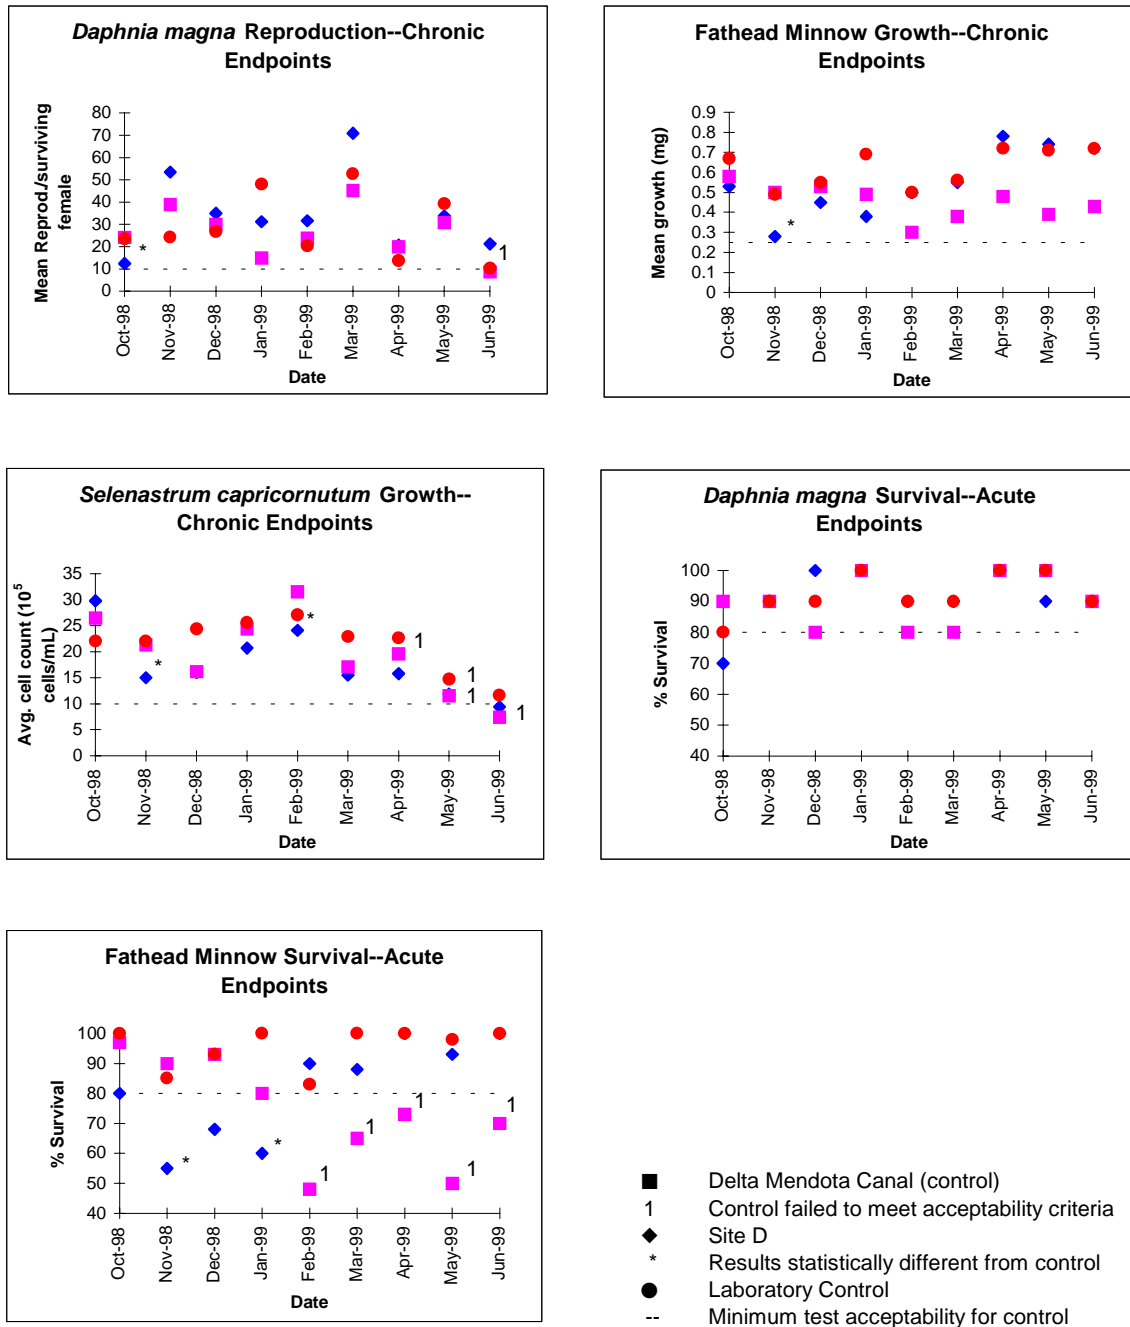 Daphnia magna Reproduction--Chronic
Endpoints
Mean Reprod./surviving
female
80
70
60
50
40
30
20
10
0
*
1
Oct-98
Nov-98
Dec-98
Jan-99
Feb-99
Mar-99
Apr-99
May-99
Jun-99
Date
Fathead Minnow Growth--Chronic
Endpoints
Mean growth (mg)
0.9
0.8
0.7
0.6
0.5
0.4
0.3
0.2
0.1
0
*
Oct-98
Nov-98
Dec-98
Jan-99
Feb-99
Mar-99
Apr-99
May-99
Jun-99
Date
Selenastrum capricornutum Growth--
Chronic Endpoints
Avg. cell count (10^5
cells/mL)
35
30
25
20
15
10
5
0
*
*
1
1
1
1
Oct-98
Nov-98
Dec-98
Jan-99
Feb-99
Mar-99
Apr-99
May-99
Jun-99
Date
Daphnia magna Survival--Acute
Endpoints
% Survival
100
90
80
70
60
50
40
Oct-98
Nov-98
Dec-98
Jan-99
Feb-99
Mar-99
Apr-99
May-99
Jun-99
Date
Fathead Minnow Survival--Acute
Endpoints
% Survival
100
90
80
70
60
50
40
*
*
1
1
1
1
1
Oct-98
Nov-98
Dec-98
Jan-99
Feb-99
Mar-99
Apr-99
May-99
Jun-99
Date
Delta Mendota Canal (control)
1 Control failed to meet acceptability criteria
Site D
* Results statistically different from control
Laboratory Control
-- Minimum test acceptability for control